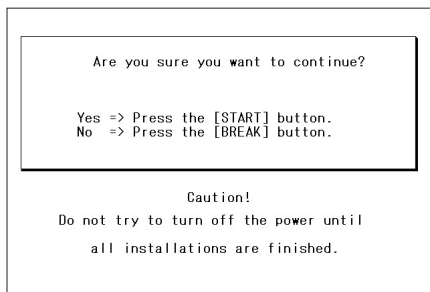 Are you sure you want to continue?
Yes => Press the [START] button.
No => Press the [BREAK] button.
Caution!
Do not try to turn off the power until
all installations are finished.